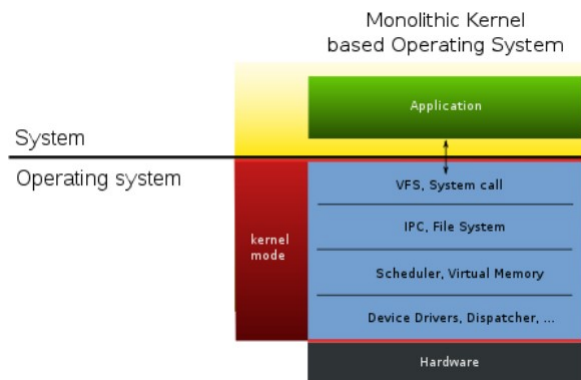 Monolithic Kernel
based Operating System
Application
System
Operating system
VFS, System call
IPC, File System
kernel
mode
Scheduler, Virtual Memory
Device Drivers, Dispatcher, ...
Hardware